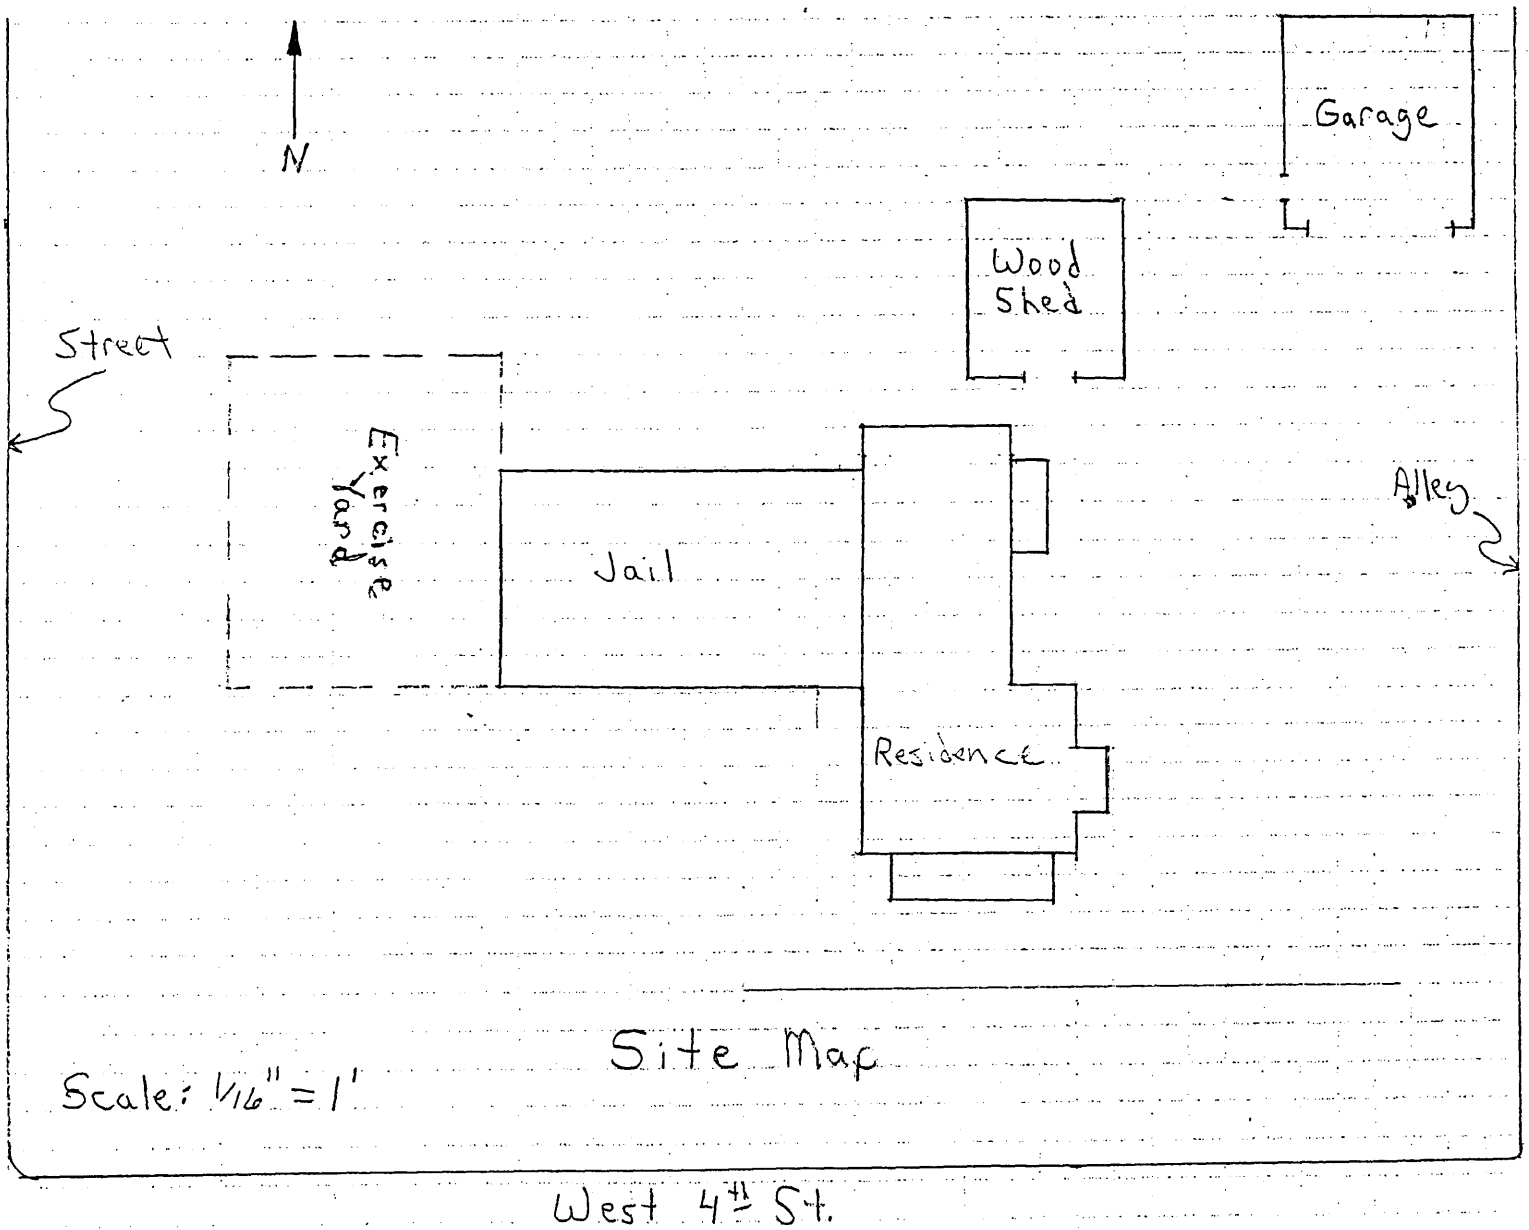 N
Garage
Wood
Shed
Street
Exercise
Yard
Alley
Jail
Residence
Site Map
Scale: 1/16" = 1'
West 4th St.